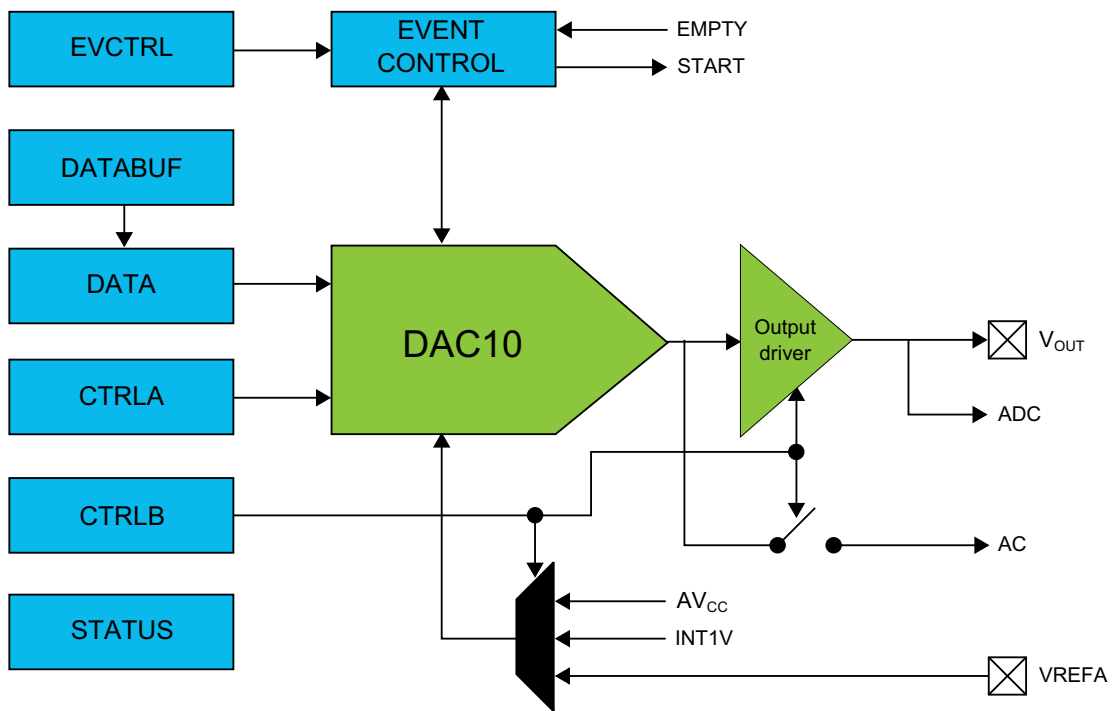 EVCTRL
EVENT
CONTROL
EMPTY
START
DATABUF
DATA
DAC10
Output
driver
VOUT
CTRLA
ADC
CTRLB
AC
STATUS
AVCC
INT1V
VREFA